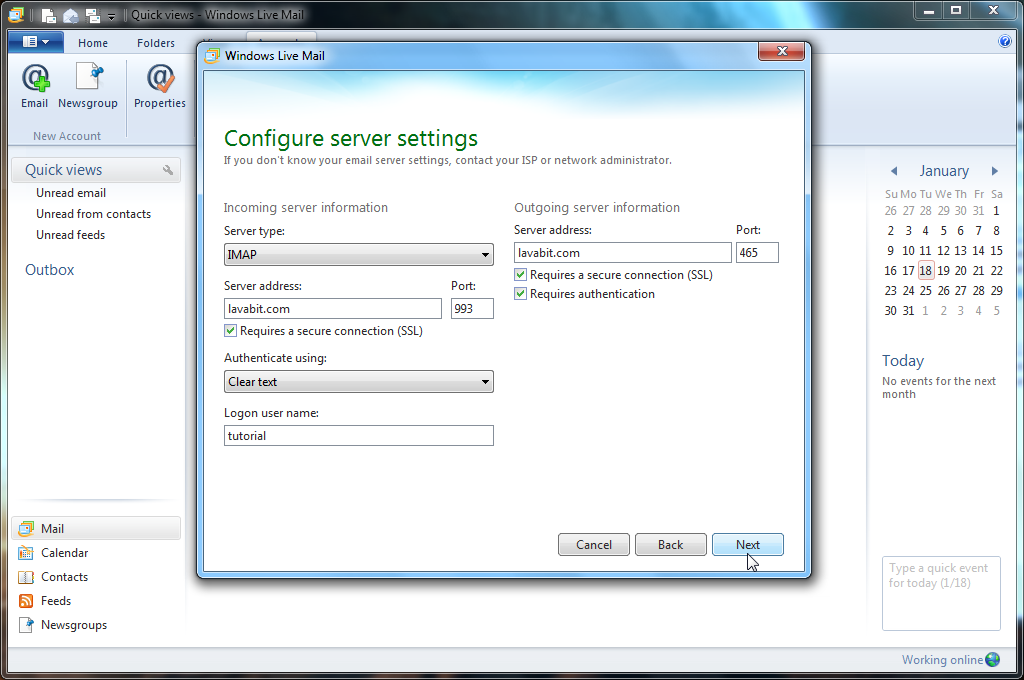 Quick views - Windows Live Mail
Home
Folders
Email
Newsgroup
Properties
New Account
Quick views
Unread email
Unread from contacts
Unread feeds
Outbox
Mail
Calendar
Contacts
Feeds
Newsgroups
Windows Live Mail
Configure server settings
If you don't know your email server settings, contact your ISP or network administrator.
Incoming server information
Server type:
IMAP
Server address:
Port:
lavabit.com
993
Requires a secure connection (SSL)
Authenticate using:
Clear text
Logon user name:
tutorial
Outgoing server information
Server address:
Port:
lavabit.com
465
Requires a secure connection (SSL)
Requires authentication
Cancel
Back
Next
January
Su Mo Tu We Th Fr Sa
26 27 28 29 30 31 1
2 3 4 5 6 7 8
9 10 11 12 13 14 15
16 17 18 19 20 21 22
23 24 25 26 27 28 29
30 31 1 2 3 4 5
Today
No events for the next
month
Type a quick event
for today (1/18)
Working online